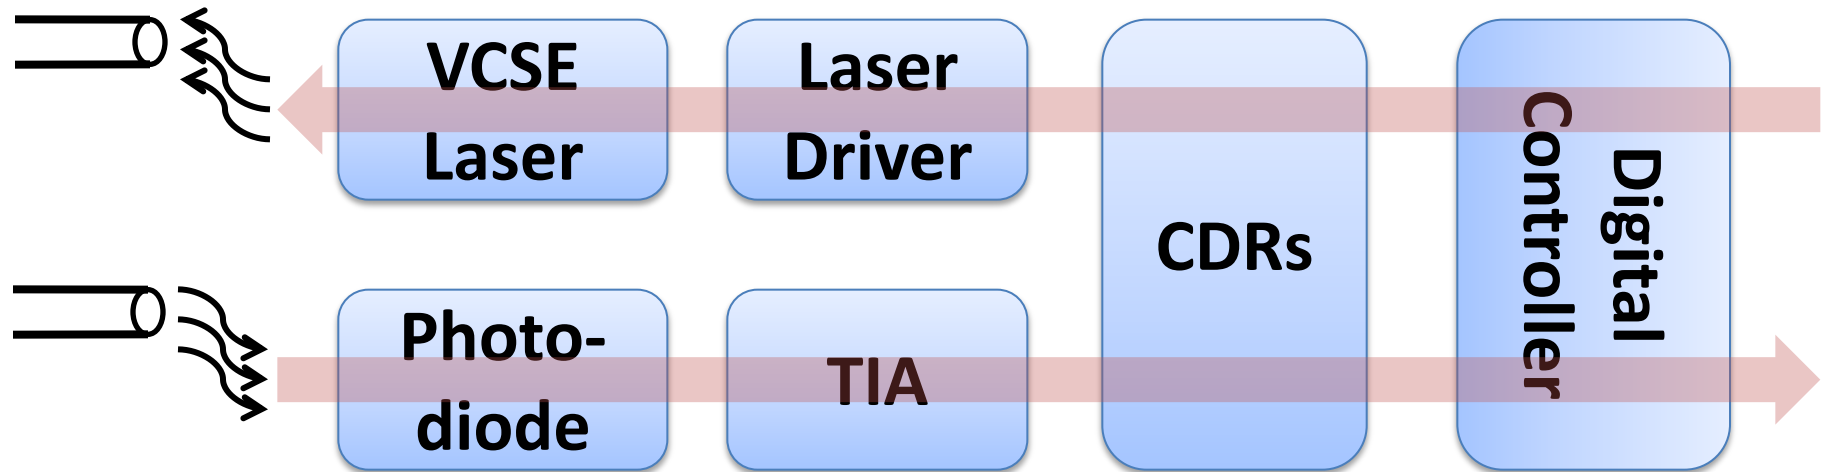 VCSE
Laser
Laser
Driver
CDRs
Digital
Controller
Photo-
diode
TIA